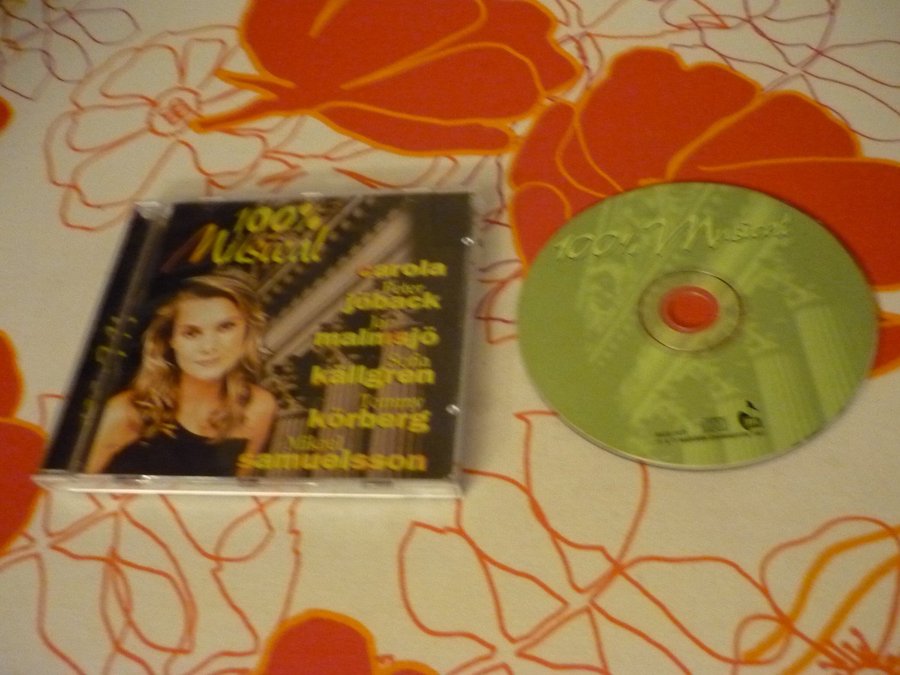 100%
Musical
carola
Peter
jöback
Jan
malmsjö
Sofia
källgren
Tommy
körberg
Mikael
samuelsson
100% Musical